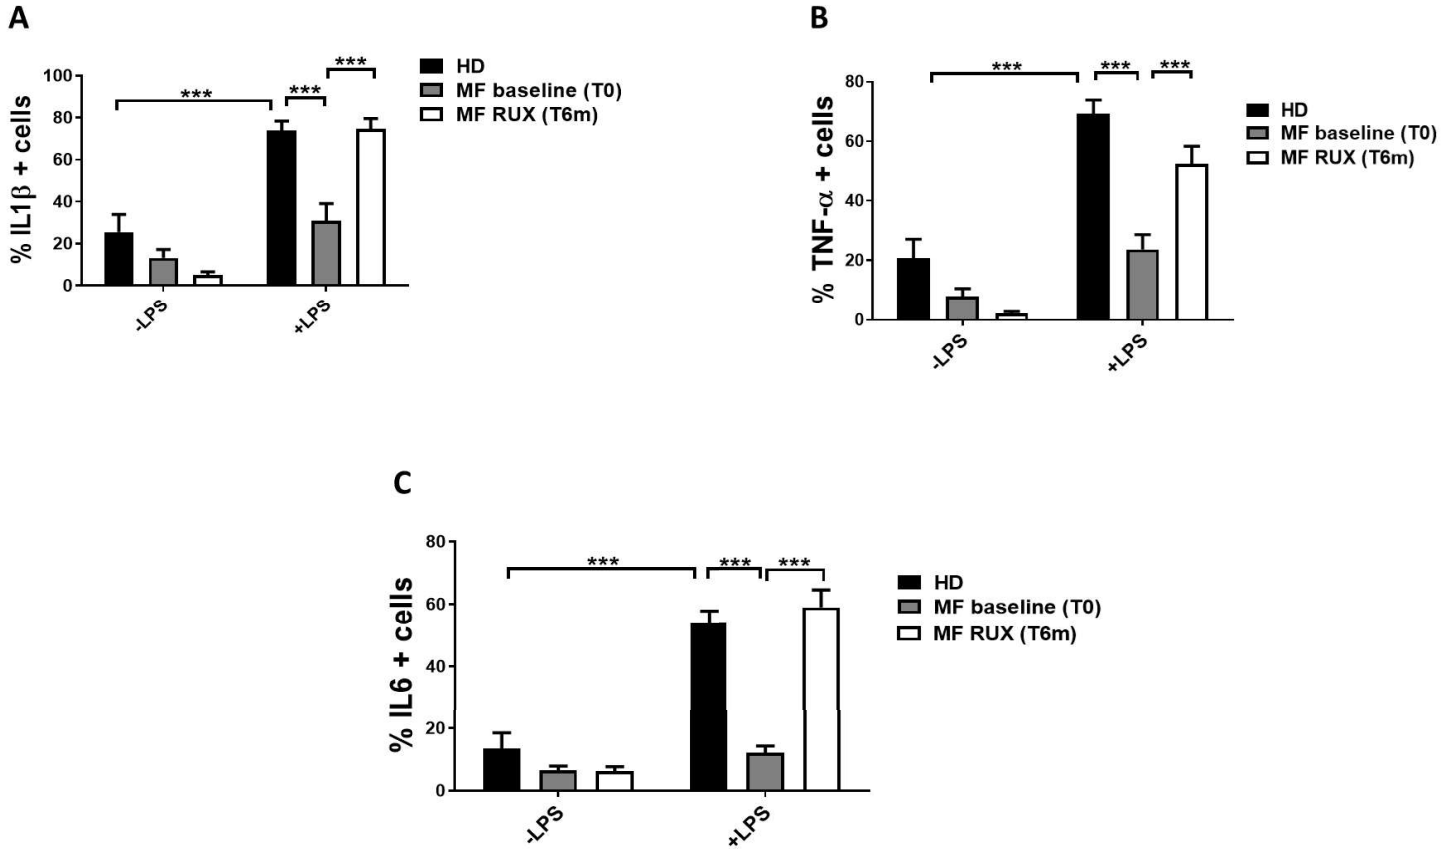 A
% IL1β + cells
100
80
60
40
20
0
***
***
***
-LPS
+LPS
HD
MF baseline (T0)
MF RUX (T6m)
B
% TNF-α + cells
80
60
40
20
0
***
***
***
-LPS
+LPS
HD
MF baseline (T0)
MF RUX (T6m)
C
% IL6 + cells
80
60
40
20
0
***
***
***
-LPS
+LPS
HD
MF baseline (T0)
MF RUX (T6m)